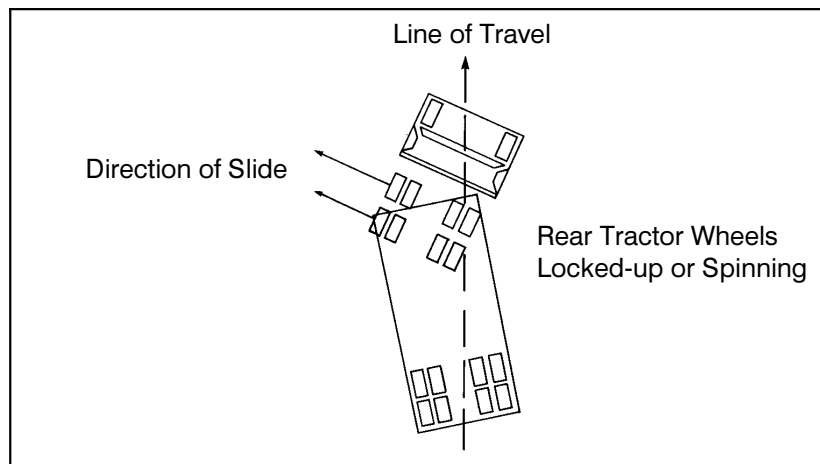 Line of Travel
Direction of Slide
Rear Tractor Wheels
Locked-up or Spinning